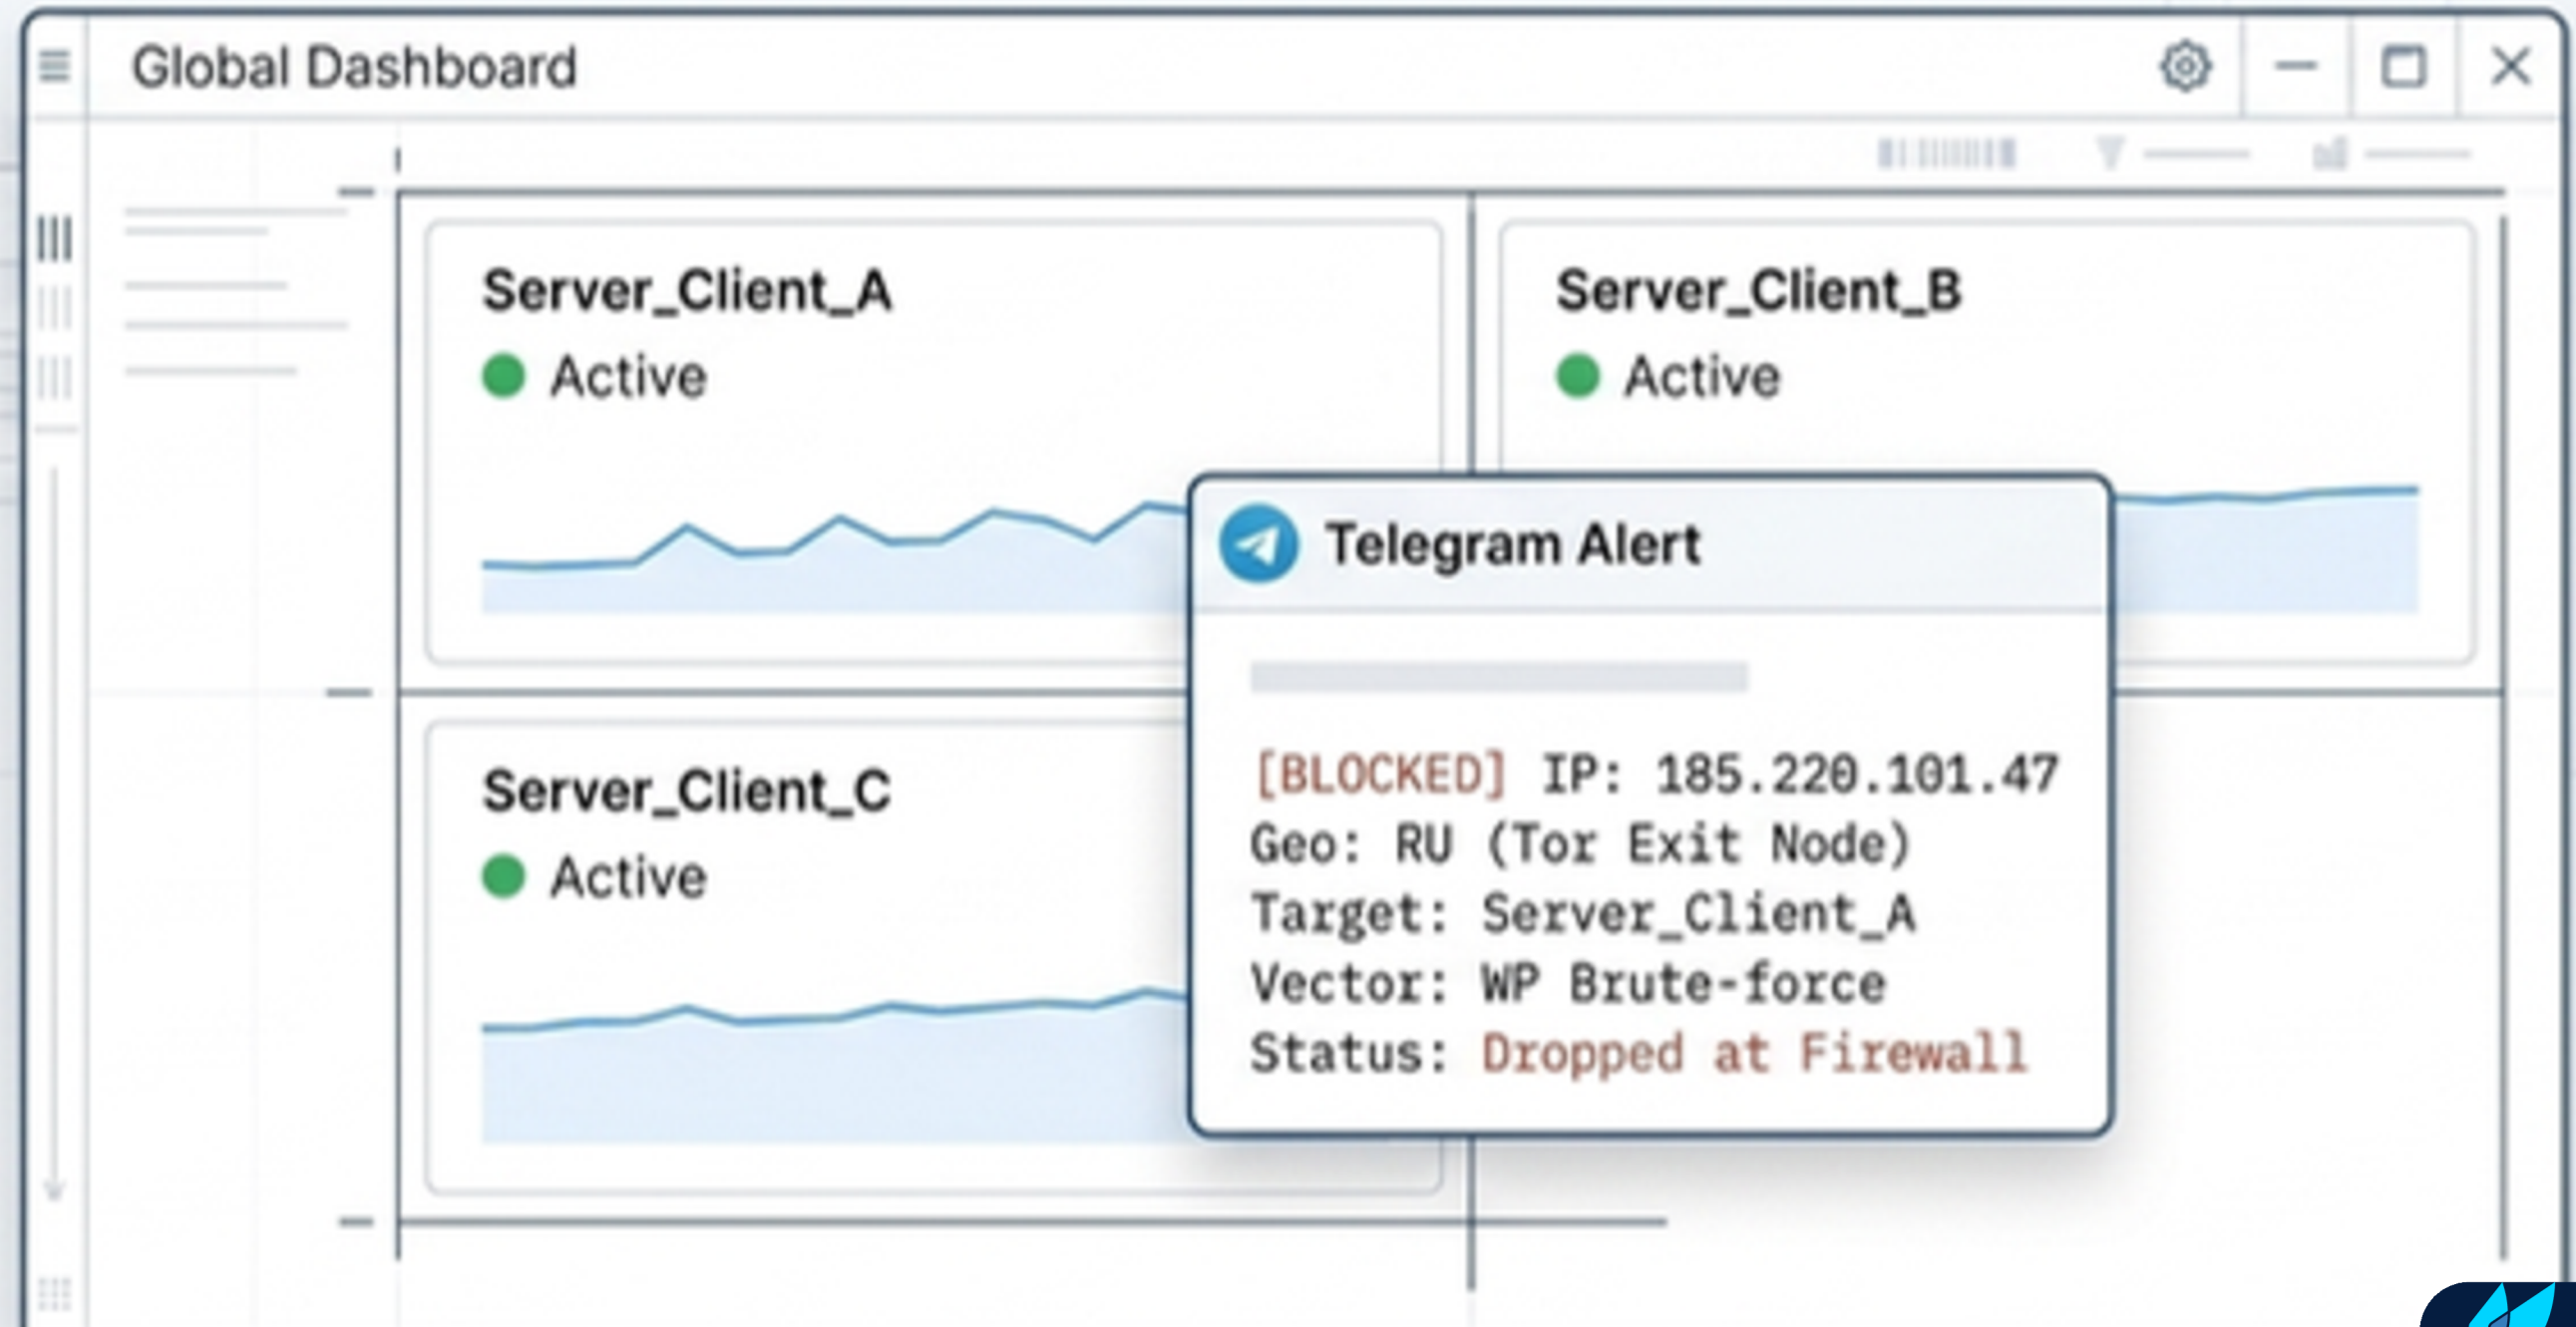 Global Dashboard
Server_Client_A
Active
Server_Client_B
Active
Telegram Alert
[BLOCKED] IP: 185.220.101.47
Geo: RU (Tor Exit Node)
Target: Server_Client_A
Vector: WP Brute-force
Status: Dropped at Firewall
Server_Client_C
Active